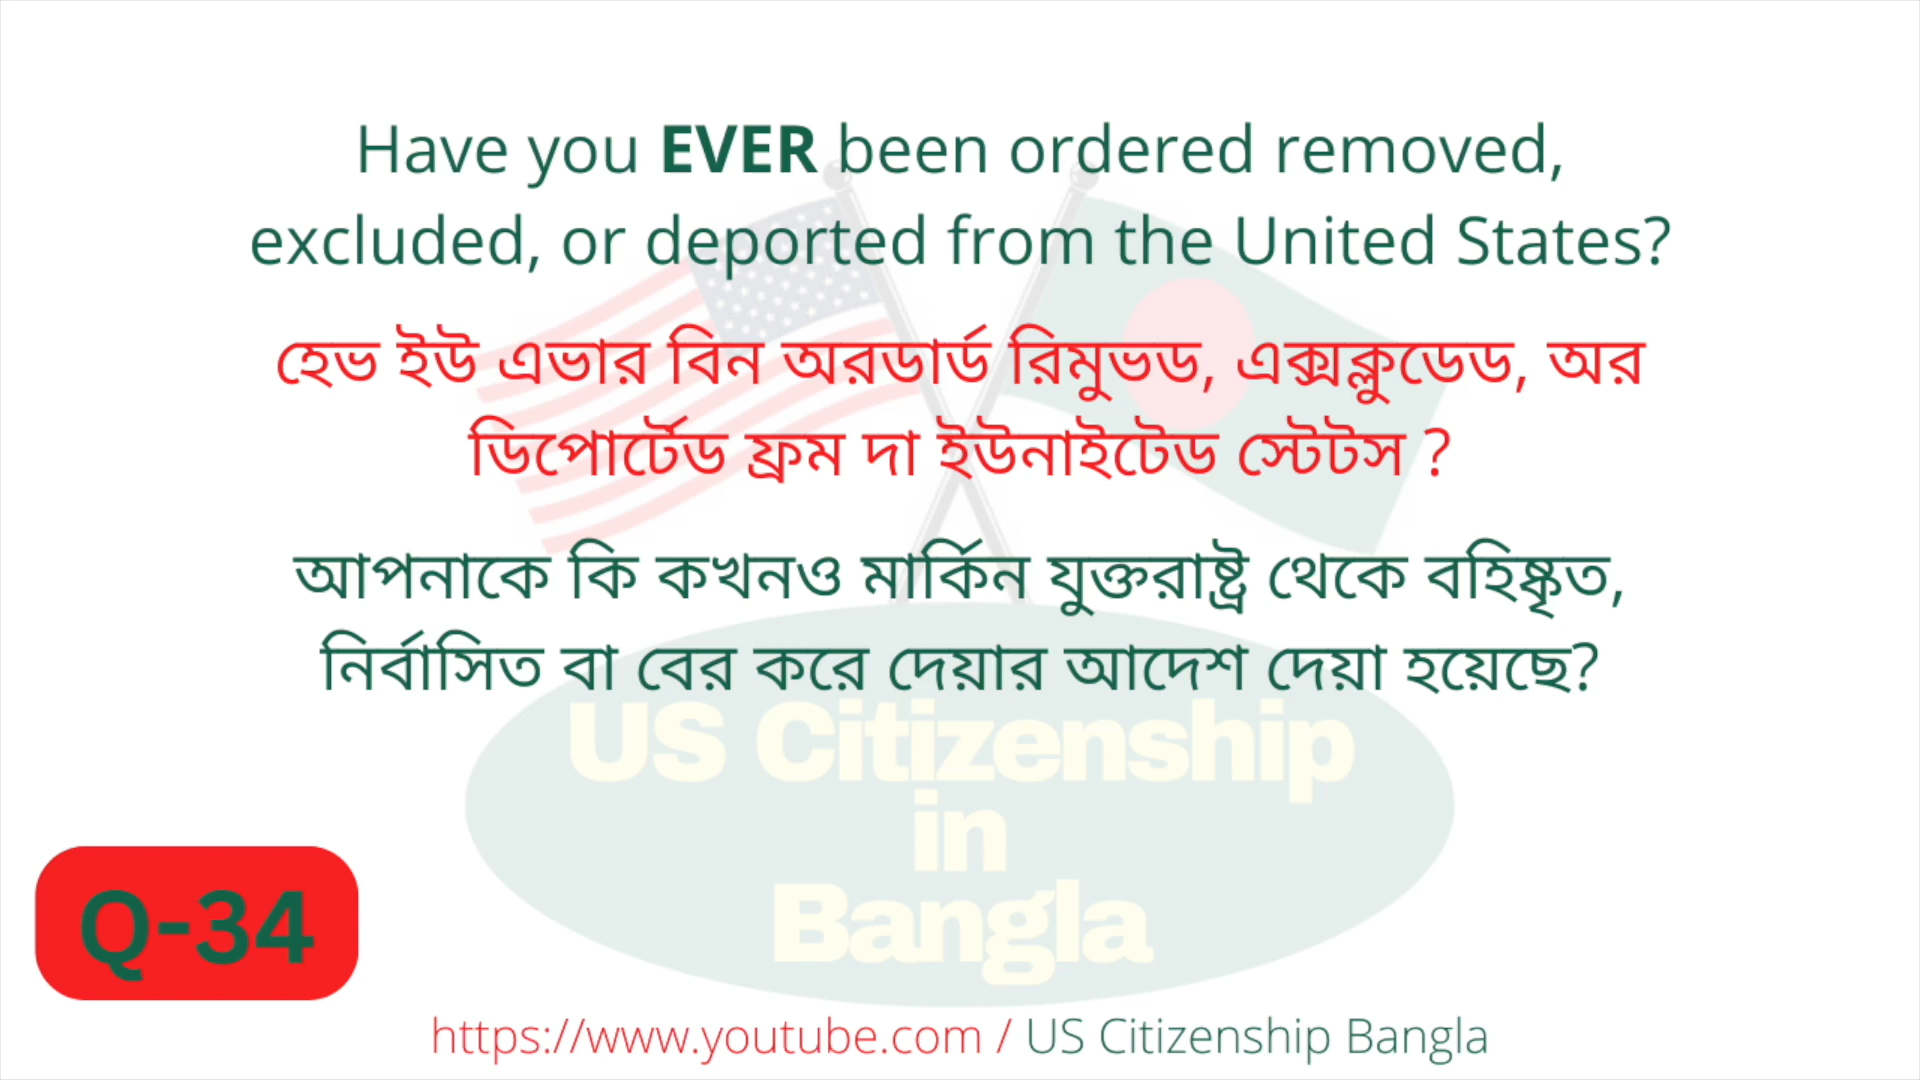 Have you EVER been ordered removed,
excluded, or deported from the United States?
হেভ ইউ এভার বিন অরডার্ড রিমুভড, এক্সক্লুডেড, অর
ডিপোর্টেড ফ্রম দা ইউনাইটেড স্টেটস ?
আপনাকে কি কখনও মার্কিন যুক্তরাষ্ট্র থেকে বহিষ্কৃত,
নির্বাসিত বা বের করে দেয়ার আদেশ দেয়া হয়েছে?
US Citizenship
in
Bangla
Q-34
https://www.youtube.com / US Citizenship Bangla